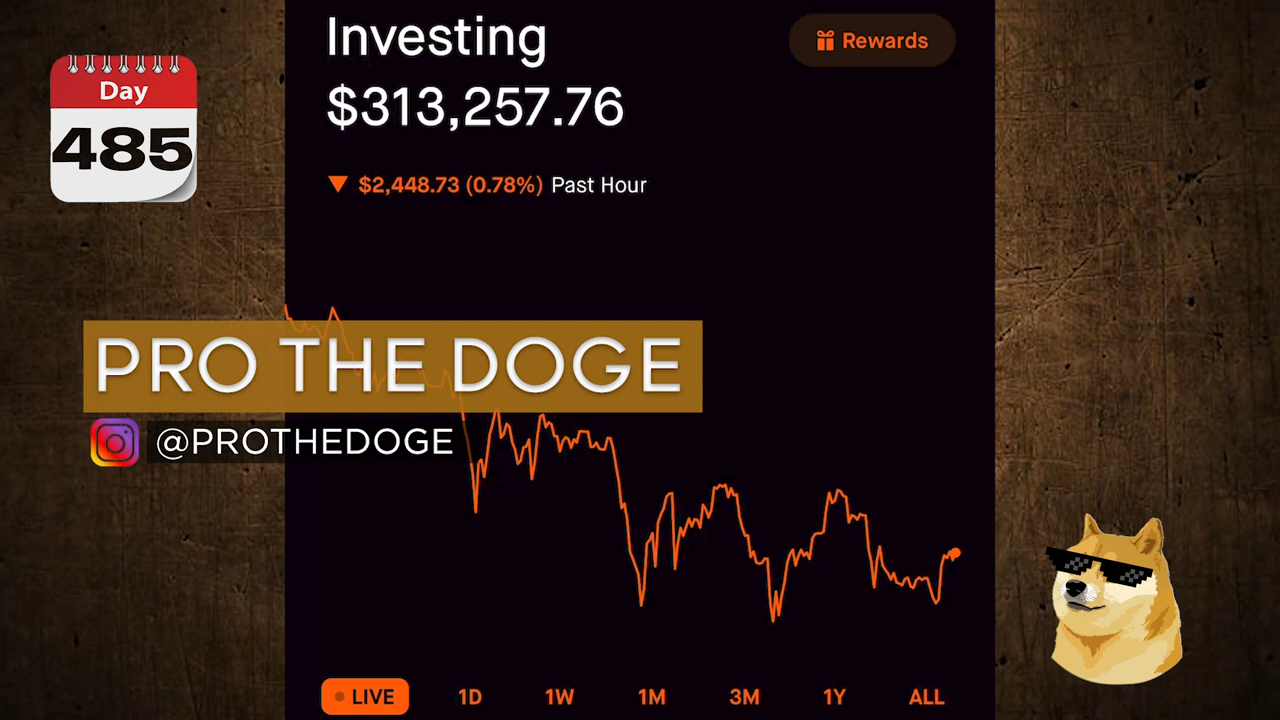 Investing
Rewards
$313,257.76
Day
485
▼ $2,448.73 (0.78%) Past Hour
PRO THE DOGE
@PROTHEDOGE
LIVE 1D 1W 1M 3M 1Y ALL